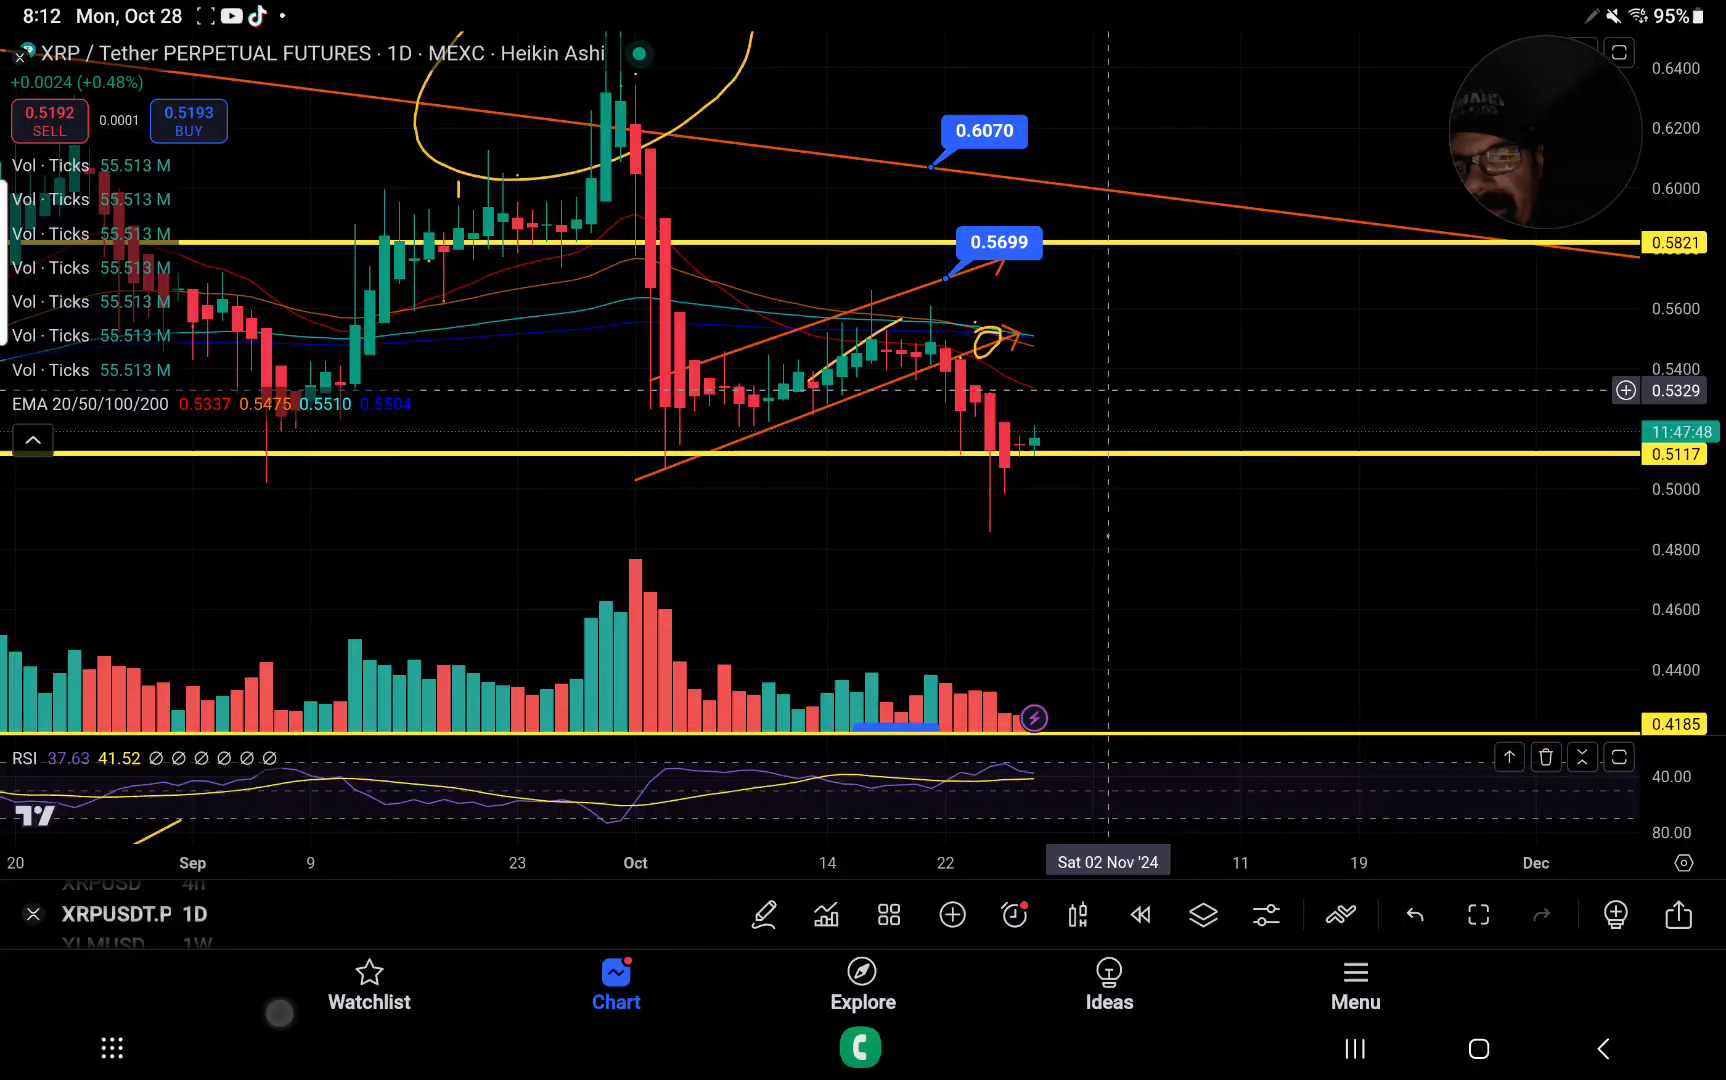 8:12 Mon, Oct 28
95%
XRP / Tether PERPETUAL FUTURES · 1D · MEXC · Heikin Ashi
+0.0024 (+0.48%)
0.5192 SELL
0.0001
0.5193 BUY
Vol · Ticks 55.513 M
Vol · Ticks 55.513 M
Vol · Ticks 55.513 M
Vol · Ticks 55.513 M
Vol · Ticks 55.513 M
Vol · Ticks 55.513 M
Vol · Ticks 55.513 M
EMA 20/50/100/200 0.5337 0.5475 0.5510 0.5504
0.6070
0.5699
0.6400
0.6200
0.6000
0.5821
0.5600
0.5400
0.5329
11:47:48
0.5117
0.5000
0.4800
0.4600
0.4400
0.4185
RSI 37.63 41.52 ∅ ∅ ∅ ∅ ∅ ∅
40.00
80.00
20 Sep 9 23 Oct 14 22 Sat 02 Nov '24 11 19 Dec
XRPUSD 4h
XRPUSDT.P 1D
XLMUSD 1W
Watchlist
Chart
Explore
Ideas
Menu